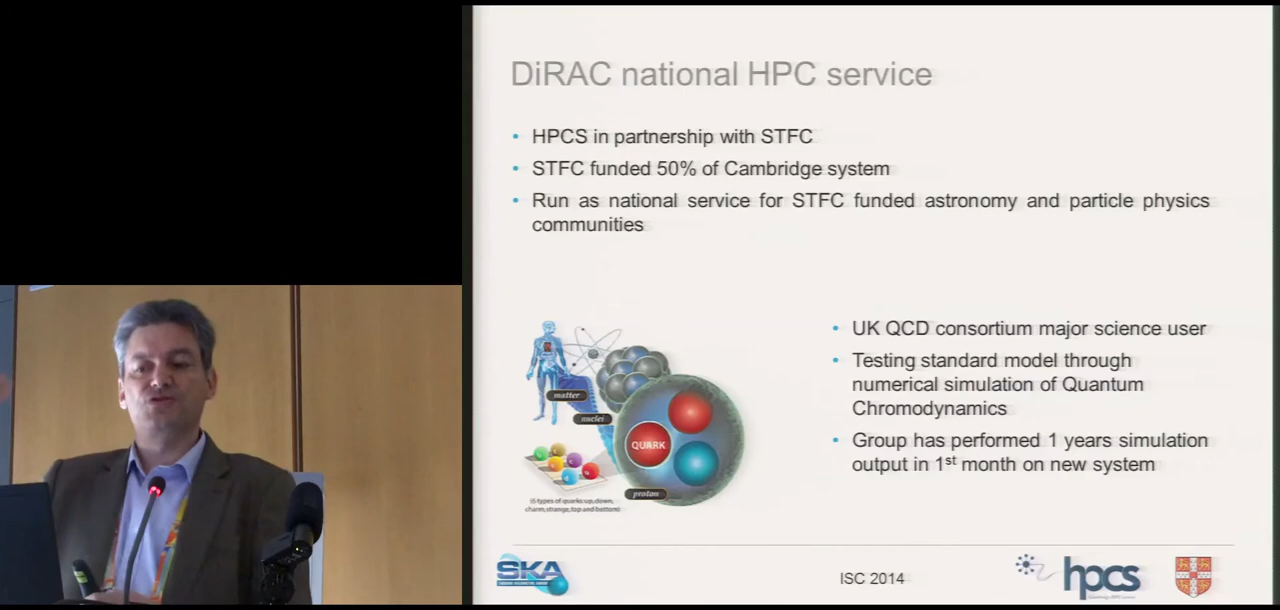 DiRAC national HPC service
• HPCS in partnership with STFC
• STFC funded 50% of Cambridge system
• Run as national service for STFC funded astronomy and particle physics
communities
• UK QCD consortium major science user
• Testing standard model through
numerical simulation of Quantum
Chromodynamics
• Group has performed 1 years simulation
output in 1st month on new system
matter
nuclei
QUARK
proton
(6 types of quarks: up, down,
charm, strange, top and bottom)
SKA
ISC 2014
hpcs